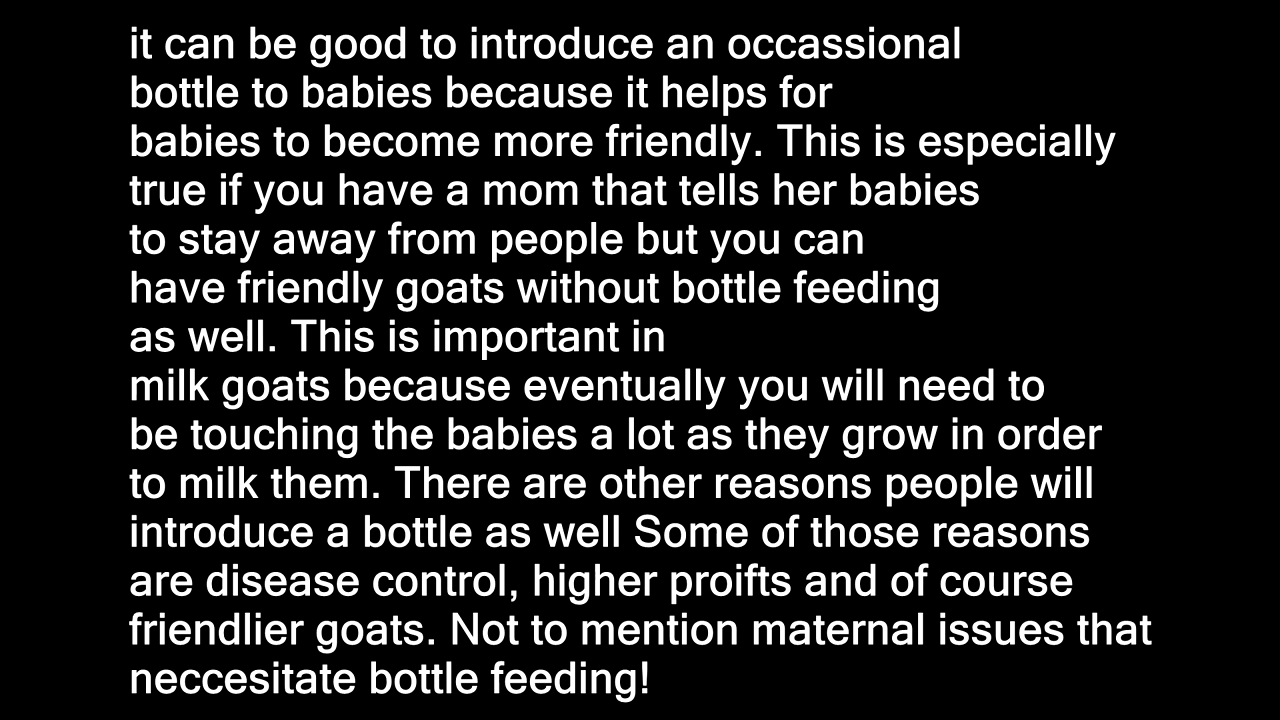 it can be good to introduce an occassional
bottle to babies because it helps for
babies to become more friendly. This is especially
true if you have a mom that tells her babies
to stay away from people but you can
have friendly goats without bottle feeding
as well. This is important in
milk goats because eventually you will need to
be touching the babies a lot as they grow in order
to milk them. There are other reasons people will
introduce a bottle as well Some of those reasons
are disease control, higher proifts and of course
friendlier goats. Not to mention maternal issues that
neccesitate bottle feeding!